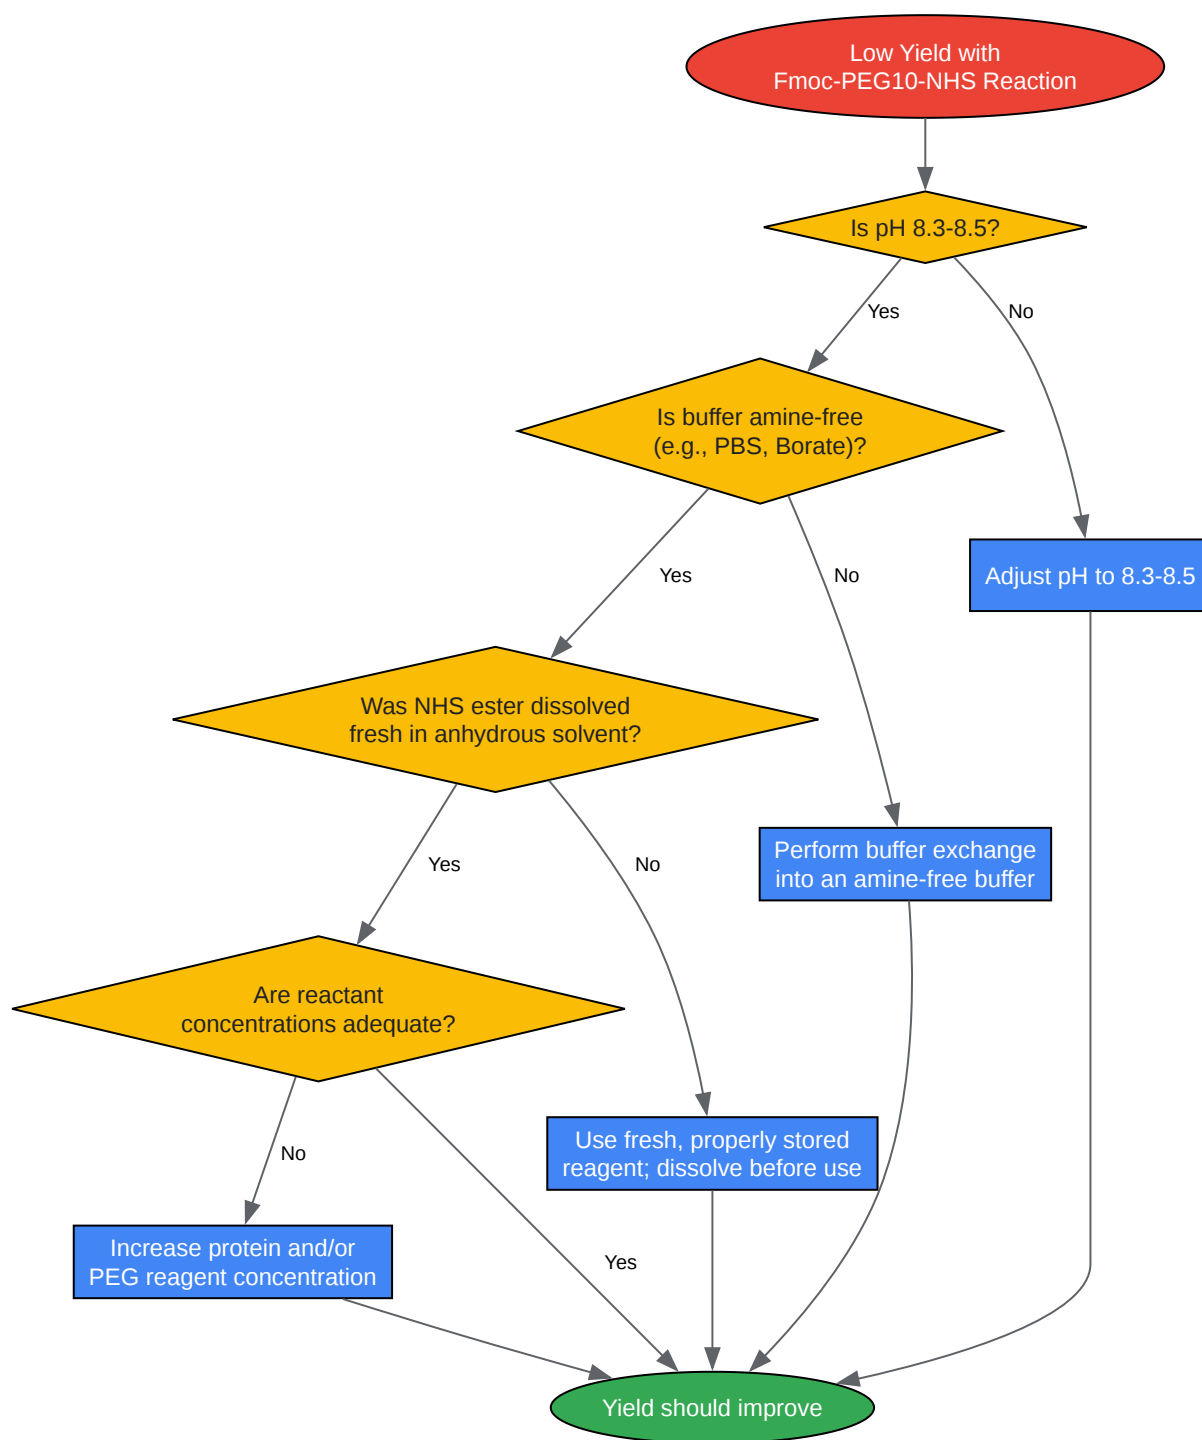 Low Yield with
Fmoc-PEG10-NHS Reaction
Is pH 8.3-8.5?
Yes
No
Is buffer amine-free
(e.g., PBS, Borate)?
Yes
No
Adjust pH to 8.3-8.5
Was NHS ester dissolved
fresh in anhydrous solvent?
Yes
No
Perform buffer exchange
into an amine-free buffer
Are reactant
concentrations adequate?
No
Yes
Use fresh, properly stored
reagent; dissolve before use
Increase protein and/or
PEG reagent concentration
Yield should improve